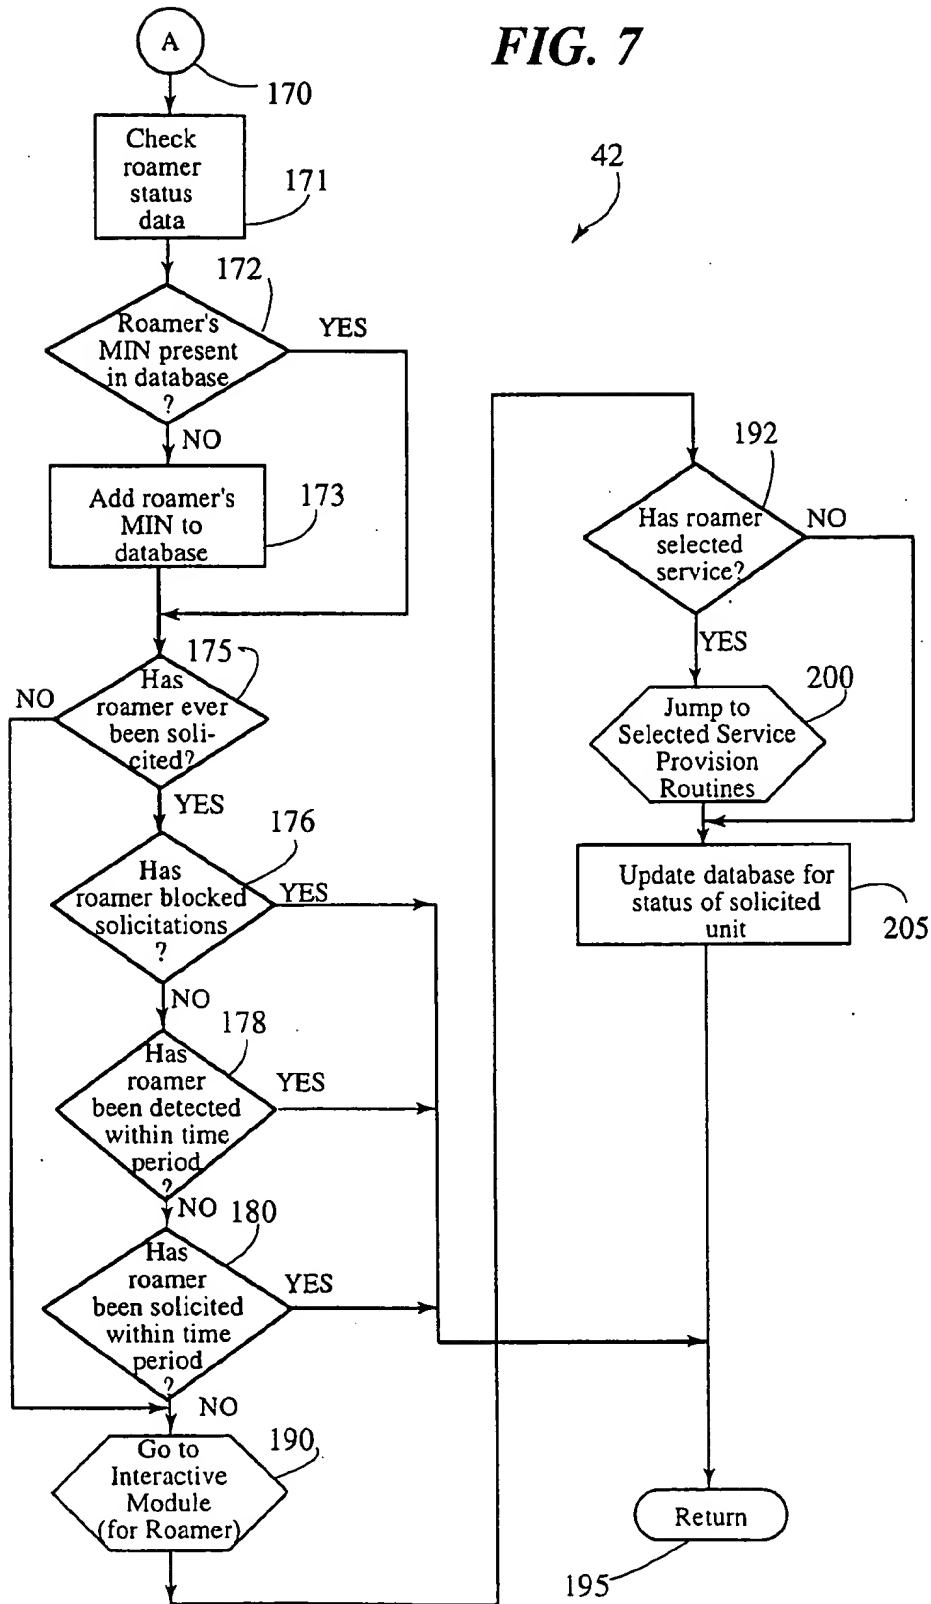 FIG. 7
A
170
Check
roamer
status
data
171
42
172
Roamer's
MIN present
in database
?
YES
NO
Add roamer's
MIN to
database
173
175
Has
roamer ever
been soli-
cited?
NO
YES
176
Has
roamer blocked
solicitations
?
YES
NO
178
Has
roamer
been detected
within time
period
?
YES
NO
180
Has
roamer
been solicited
within time
period
?
YES
NO
190
Go to
Interactive
Module
(for Roamer)
192
Has roamer
selected
service?
NO
YES
200
Jump to
Selected Service
Provision
Routines
Update database for
status of solicited
unit
205
Return
195